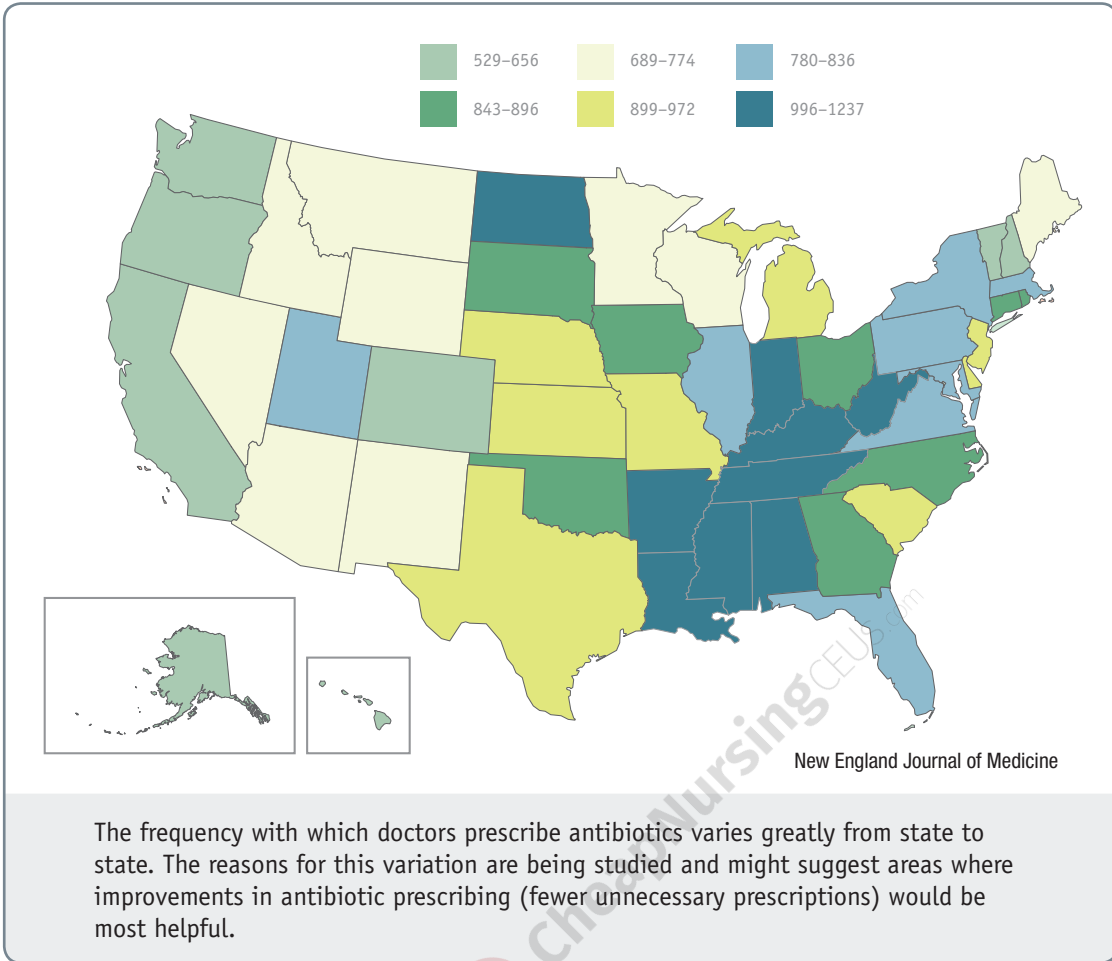 529–656
689–774
780–836
843–896
899–972
996–1237
New England Journal of Medicine
CheapNursingCEUS.com
The frequency with which doctors prescribe antibiotics varies greatly from state to
state. The reasons for this variation are being studied and might suggest areas where
improvements in antibiotic prescribing (fewer unnecessary prescriptions) would be
most helpful.